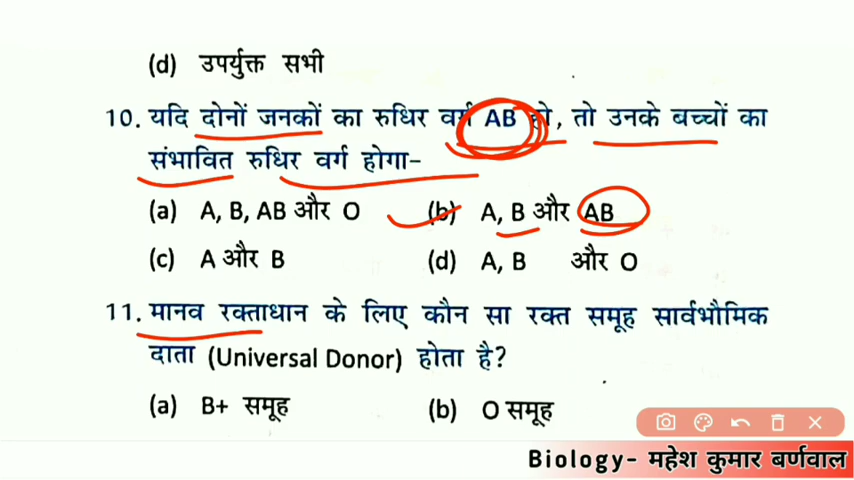 (d) उपर्युक्त सभी
10. यदि दोनों जनकों का रुधिर वर्ग AB हो, तो उनके बच्चों का
संभावित रुधिर वर्ग होगा-
(a) A, B, AB और O (b) A, B और AB
(c) A और B (d) A, B और O
11. मानव रक्ताधान के लिए कौन सा रक्त समूह सार्वभौमिक
दाता (Universal Donor) होता है?
(a) B+ समूह (b) O समूह
Biology- महेश कुमार बर्णवाल